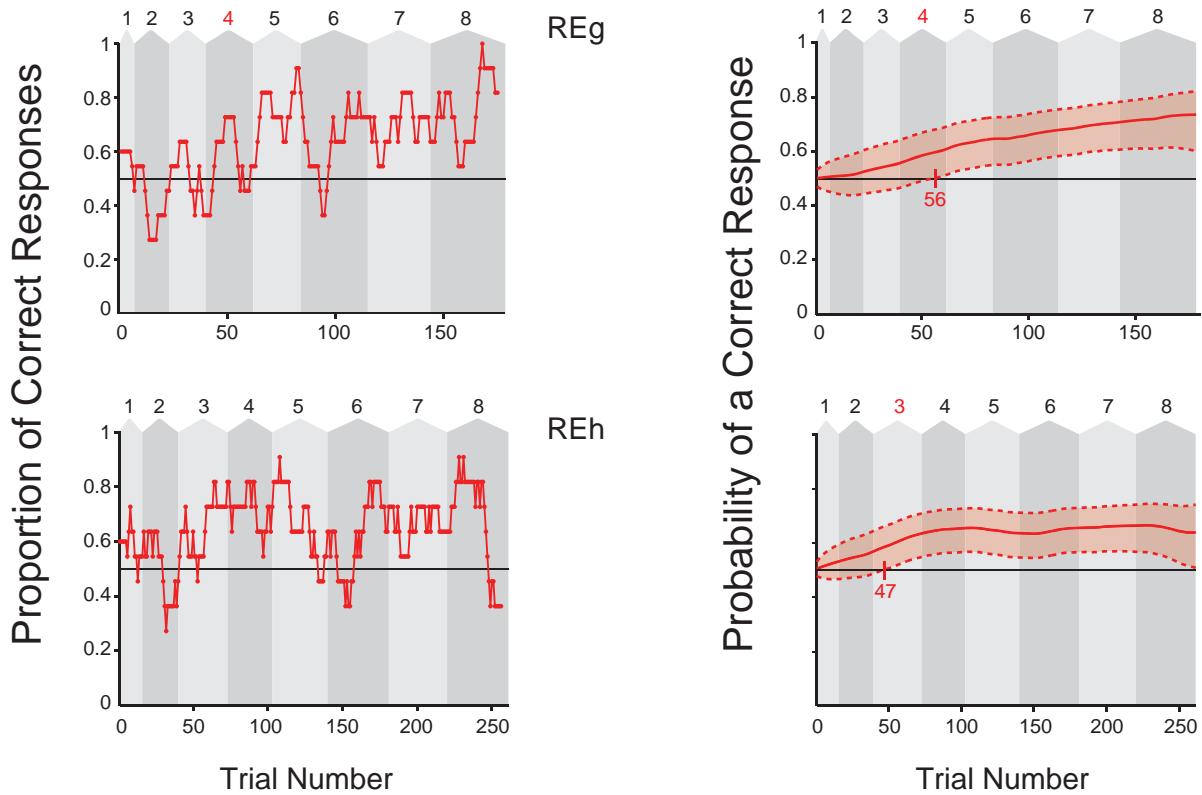 Proportion of Correct Responses
Probability of a Correct Response
1 2 3 4 5 6 7 8
REg
1
0.8
0.6
0.4
0.2
0
0 50 100 150
1 2 3 4 5 6 7 8
1
0.8
0.6
0.4
0.2
0
56
0 50 100 150
1 2 3 4 5 6 7 8
REh
1
0.8
0.6
0.4
0.2
0
0 50 100 150 200 250
Trial Number
1 2 3 4 5 6 7 8
47
0 50 100 150 200 250
Trial Number